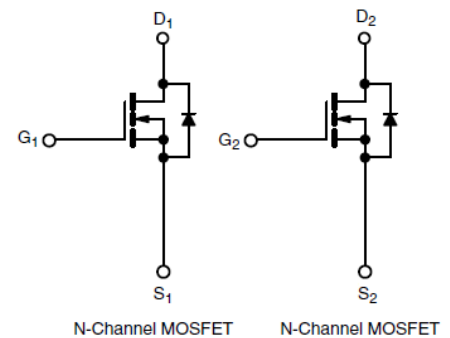 D1 D2
G1 G2
S1 S2
N-Channel MOSFET N-Channel MOSFET